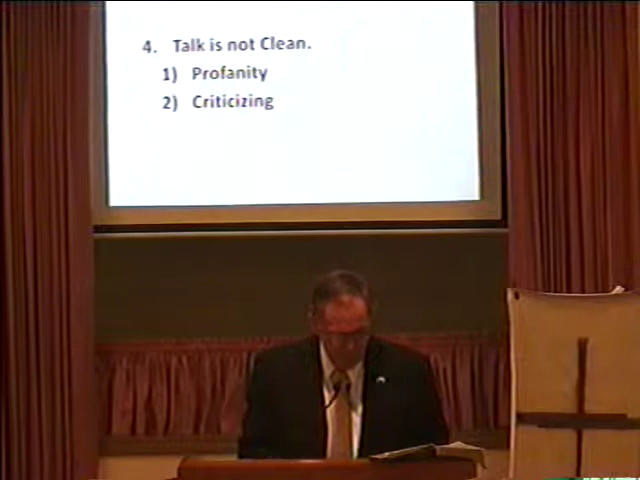 4. Talk is not Clean.
1) Profanity
2) Criticizing